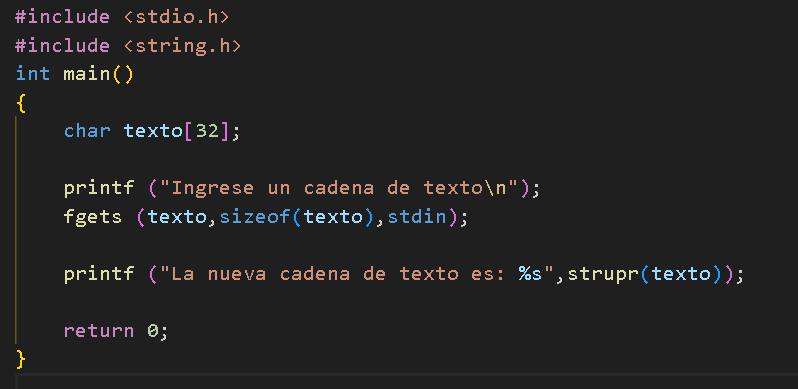 #include <stdio.h>
#include <string.h>
int main()
{
    char texto[32];
    printf ("Ingrese un cadena de texto\n");
    fgets (texto,sizeof(texto),stdin);
    printf ("La nueva cadena de texto es: %s",strupr(texto));
    return 0;
}